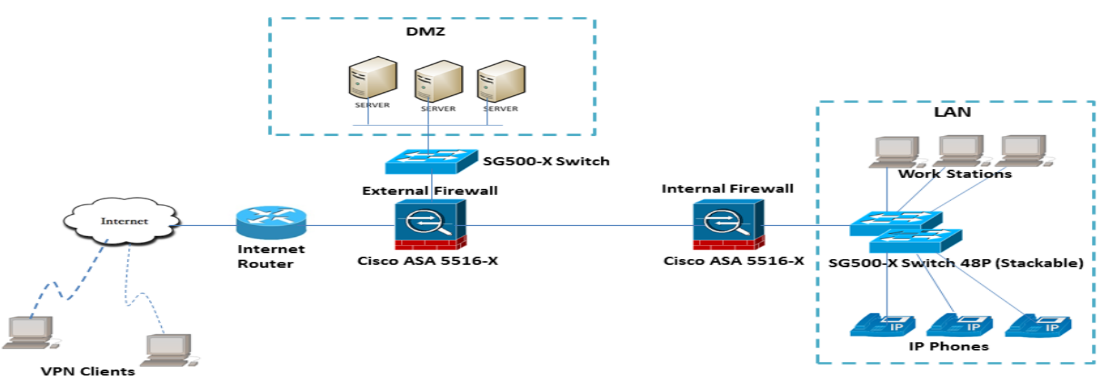 DMZ
SERVER
SERVER
SERVER
SG500-X Switch
External Firewall
Cisco ASA 5516-X
Internet
Internet
Router
VPN Clients
Internal Firewall
Cisco ASA 5516-X
LAN
Work Stations
SG500-X Switch 48P (Stackable)
IP
IP
IP
IP Phones